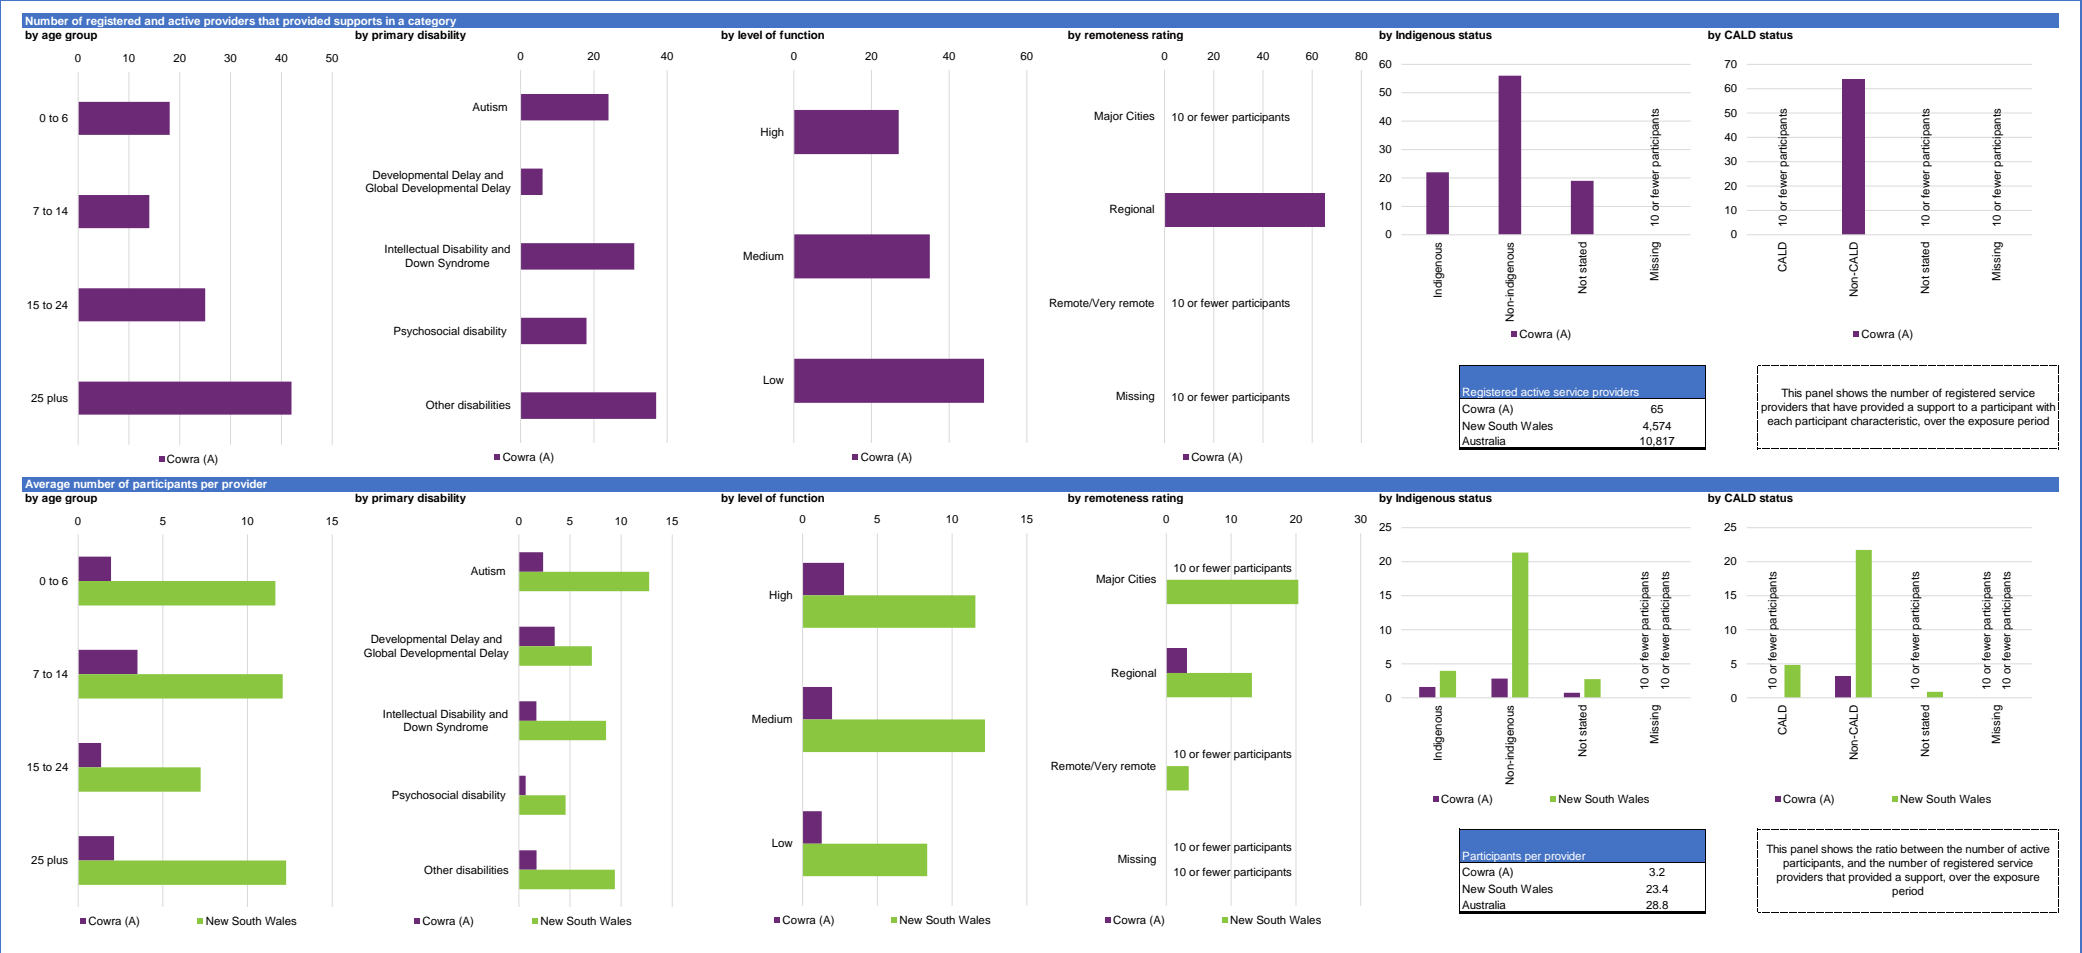 Number of registered and active providers that provided supports in a category
by age group
0 10 20 30 40 50
0 to 6
7 to 14
15 to 24
25 plus
Cowra (A)
by primary disability
0 20 40
Autism
Developmental Delay and
Global Developmental Delay
Intellectual Disability and
Down Syndrome
Psychosocial disability
Other disabilities
Cowra (A)
by level of function
0 20 40 60
High
Medium
Low
Cowra (A)
by remoteness rating
0 20 40 60 80
Major Cities 10 or fewer participants
Regional
Remote/Very remote 10 or fewer participants
Missing 10 or fewer participants
Cowra (A)
by Indigenous status
60
50
40
30
20
10
0
10 or fewer participants
Indigenous
Non-indigenous
Not stated
Missing
Cowra (A)
by CALD status
70
60
50
40
30
20
10
0
10 or fewer participants
10 or fewer participants
10 or fewer participants
CALD
Non-CALD
Not stated
Missing
Cowra (A)
Registered active service providers
Cowra (A) 65
New South Wales 4,574
Australia 10,817
This panel shows the number of registered service
providers that have provided a support to a participant with
each participant characteristic, over the exposure period
Average number of participants per provider
by age group
0 5 10 15
0 to 6
7 to 14
15 to 24
25 plus
Cowra (A) New South Wales
by primary disability
0 5 10 15
Autism
Developmental Delay and
Global Developmental Delay
Intellectual Disability and
Down Syndrome
Psychosocial disability
Other disabilities
Cowra (A) New South Wales
by level of function
0 5 10 15
High
Medium
Low
Cowra (A) New South Wales
by remoteness rating
0 10 20 30
10 or fewer participants
Major Cities
Regional
10 or fewer participants
Remote/Very remote
10 or fewer participants
Missing
10 or fewer participants
Cowra (A) New South Wales
by Indigenous status
25
20
15
10
5
0
10 or fewer participants
10 or fewer participants
Indigenous
Non-indigenous
Not stated
Missing
Cowra (A) New South Wales
by CALD status
25
20
15
10
5
0
10 or fewer participants
10 or fewer participants
10 or fewer participants
10 or fewer participants
CALD
Non-CALD
Not stated
Missing
Cowra (A) New South Wales
Participants per provider
Cowra (A) 3.2
New South Wales 23.4
Australia 28.8
This panel shows the ratio between the number of active
participants, and the number of registered service
providers that provided a support, over the exposure
period